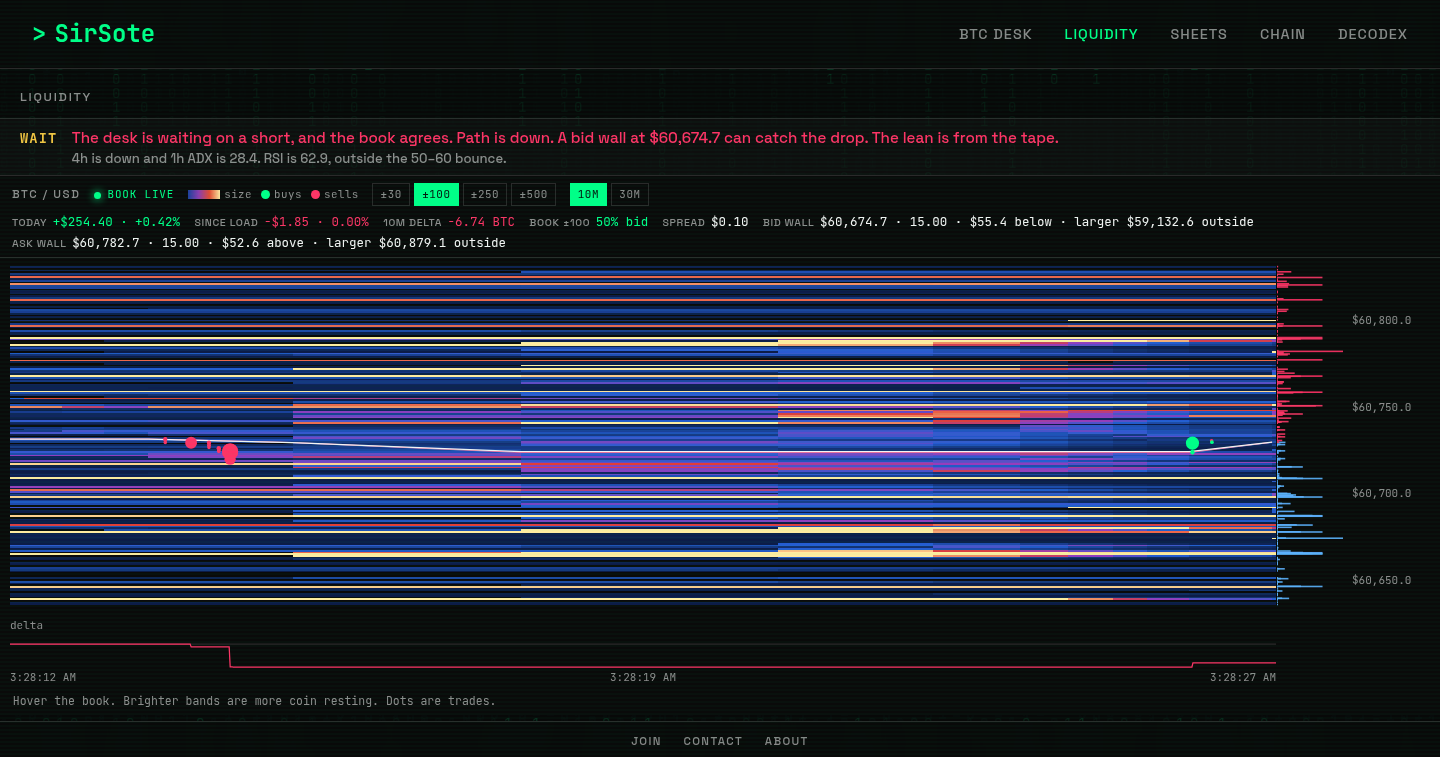 > SirSote
BTC DESK LIQUIDITY SHEETS CHAIN DECODEX
LIQUIDITY
WAIT The desk is waiting on a short, and the book agrees. Path is down. A bid wall at $60,674.7 can catch the drop. The lean is from the tape.
4h is down and 1h ADX is 28.4. RSI is 62.9, outside the 50–60 bounce.
BTC / USD BOOK LIVE size buys sells ±30 ±100 ±250 ±500 10M 30M
TODAY +$254.40 · +0.42% SINCE LOAD -$1.85 · 0.00% 10M DELTA -6.74 BTC BOOK ±100 50% bid SPREAD $0.10 BID WALL $60,674.7 · 15.00 · $55.4 below · larger $59,132.6 outside
ASK WALL $60,782.7 · 15.00 · $52.6 above · larger $60,879.1 outside
$60,800.0
$60,750.0
$60,700.0
$60,650.0
delta
3:28:12 AM 3:28:19 AM 3:28:27 AM
Hover the book. Brighter bands are more coin resting. Dots are trades.
JOIN CONTACT ABOUT